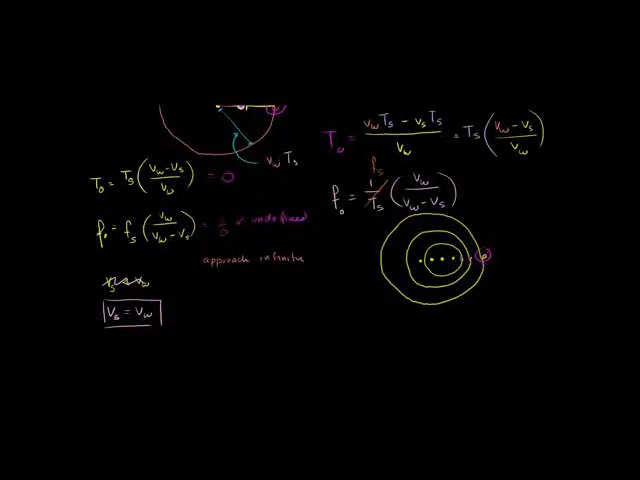 v_w T_s
T_o = T_s ( (v_w - v_s) / v_w ) = 0
f_o = f_s ( v_w / (v_w - v_s) ) = 1/0 ← undefined
approach infinite
v_s = v_w
T_o = (v_w T_s - v_s T_s) / v_w = T_s ( (v_w - v_s) / v_w )
f_s
f_o = 1/T_s ( v_w / (v_w - v_s) )